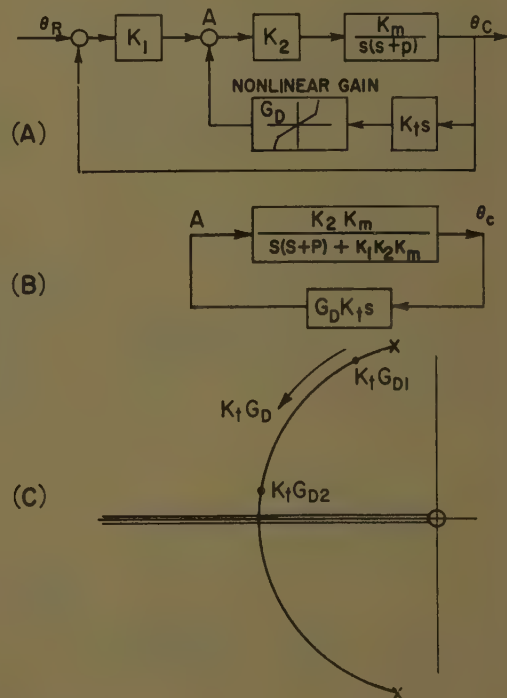 A
θR K₁ K₂ Km θC
s(s+p)
NONLINEAR GAIN
GD Kts
(A)
A K₂ Km θc
S(S+P) + K₁K₂Km
(B)
GDKts
KtGD1
KtGD
KtGD2
(C)